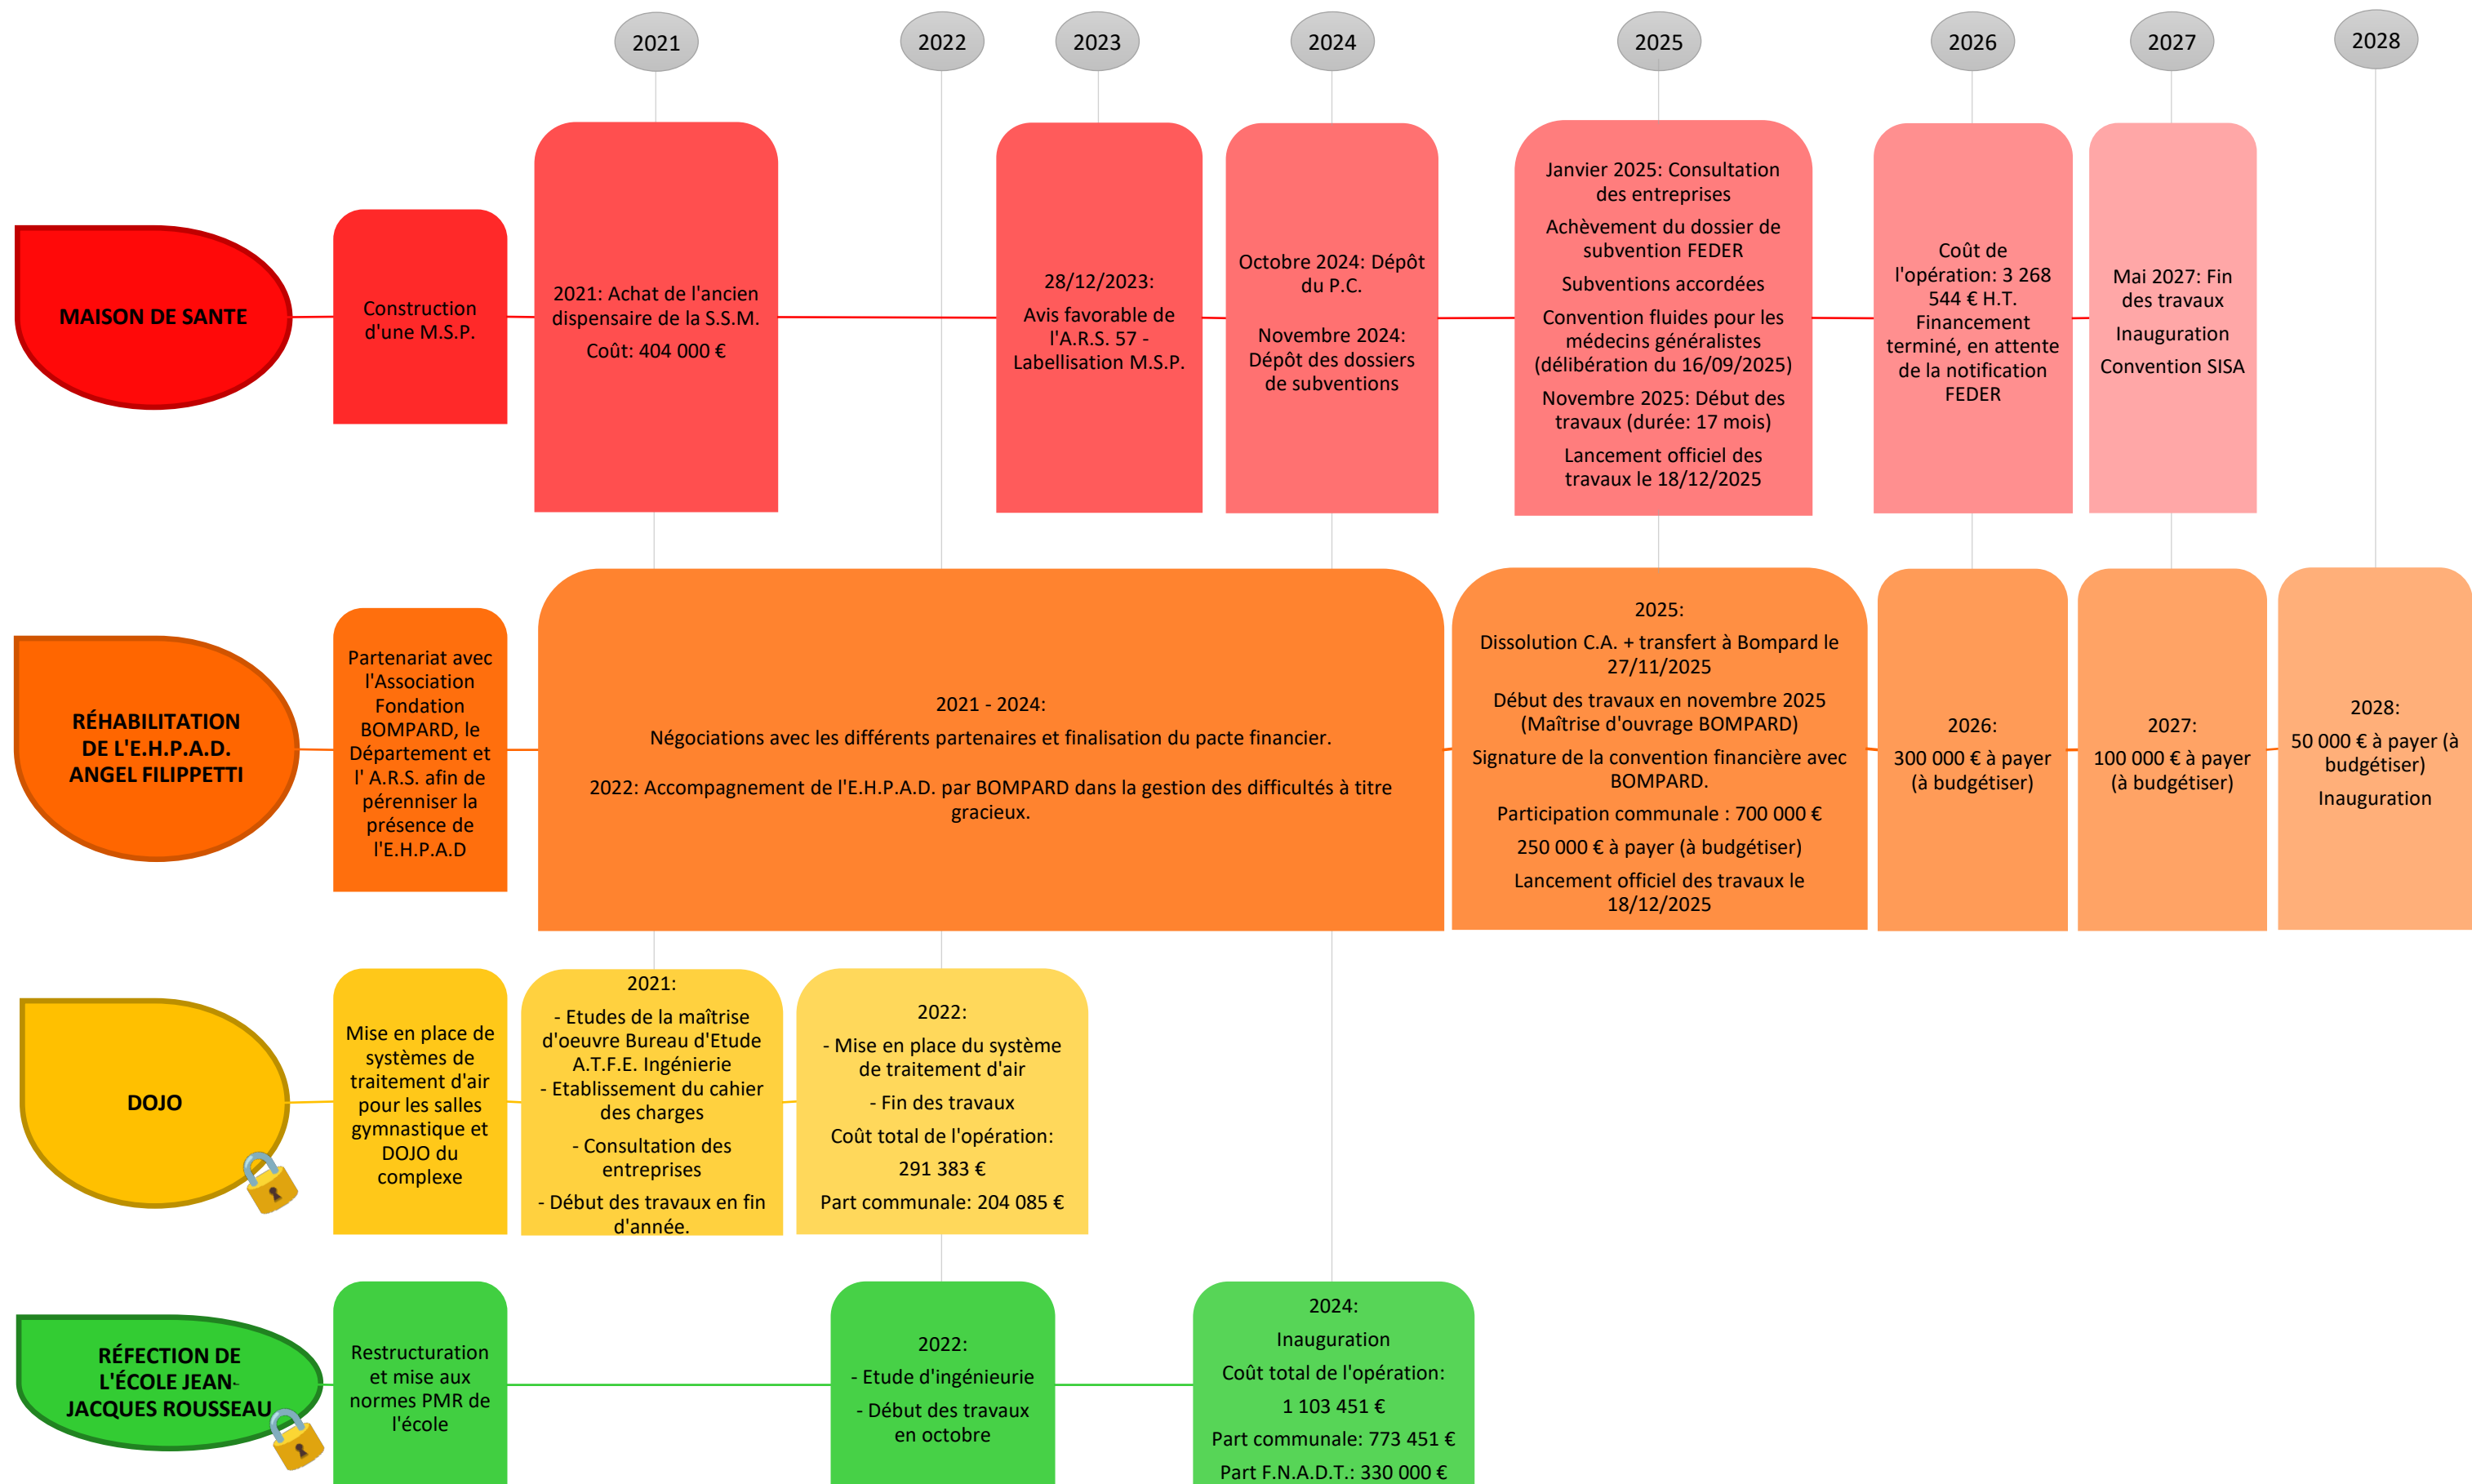 2021
2022
2023
2024
2025
2026
2027
2028
MAISON DE SANTE
Construction
d'une M.S.P.
2021: Achat de l'ancien
dispensaire de la S.S.M.
Coût: 404 000 €
28/12/2023:
Avis favorable de
l'A.R.S. 57 -
Labellisation M.S.P.
Octobre 2024: Dépôt
du P.C.
Novembre 2024:
Dépôt des dossiers
de subventions
Janvier 2025: Consultation
des entreprises
Achèvement du dossier de
subvention FEDER
Subventions accordées
Convention fluides pour les
médecins généralistes
(délibération du 16/09/2025)
Novembre 2025: Début des
travaux (durée: 17 mois)
Lancement officiel des
travaux le 18/12/2025
Coût de
l'opération: 3 268
544 € H.T.
Financement
terminé, en attente
de la notification
FEDER
Mai 2027: Fin
des travaux
Inauguration
Convention SISA
RÉHABILITATION
DE L'E.H.P.A.D.
ANGEL FILIPPETTI
Partenariat avec
l'Association
Fondation
BOMPARD, le
Département et
l' A.R.S. afin de
pérenniser la
présence de
l'E.H.P.A.D
2021 - 2024:
Négociations avec les différents partenaires et finalisation du pacte financier.
2022: Accompagnement de l'E.H.P.A.D. par BOMPARD dans la gestion des difficultés à titre
gracieux.
2025:
Dissolution C.A. + transfert à Bompard le
27/11/2025
Début des travaux en novembre 2025
(Maîtrise d'ouvrage BOMPARD)
Signature de la convention financière avec
BOMPARD.
Participation communale : 700 000 €
250 000 € à payer (à budgétiser)
Lancement officiel des travaux le
18/12/2025
2026:
300 000 € à payer
(à budgétiser)
2027:
100 000 € à payer
(à budgétiser)
2028:
50 000 € à payer (à
budgétiser)
Inauguration
DOJO
Mise en place de
systèmes de
traitement d'air
pour les salles
gymnastique et
DOJO du
complexe
2021:
- Etudes de la maîtrise
d'oeuvre Bureau d'Etude
A.T.F.E. Ingénierie
- Etablissement du cahier
des charges
- Consultation des
entreprises
- Début des travaux en fin
d'année.
2022:
- Mise en place du système
de traitement d'air
- Fin des travaux
Coût total de l'opération:
291 383 €
Part communale: 204 085 €
RÉFECTION DE
L'ÉCOLE JEAN-
JACQUES ROUSSEAU
Restructuration
et mise aux
normes PMR de
l'école
2022:
- Etude d'ingénieurie
- Début des travaux
en octobre
2024:
Inauguration
Coût total de l'opération:
1 103 451 €
Part communale: 773 451 €
Part F.N.A.D.T.: 330 000 €